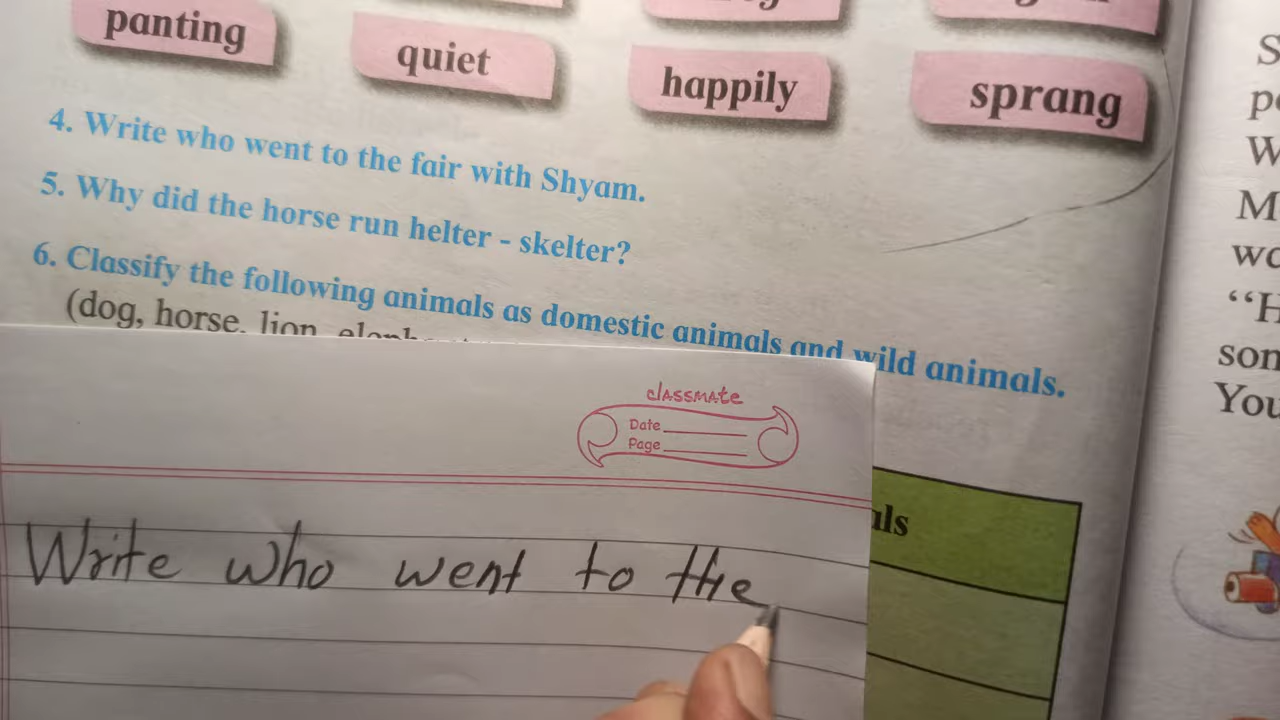 panting
quiet
happily
sprang
4. Write who went to the fair with Shyam.
5. Why did the horse run helter - skelter?
6. Classify the following animals as domestic animals and wild animals.
(dog, horse, lion,
classmate
Date
Page
Write who went to the